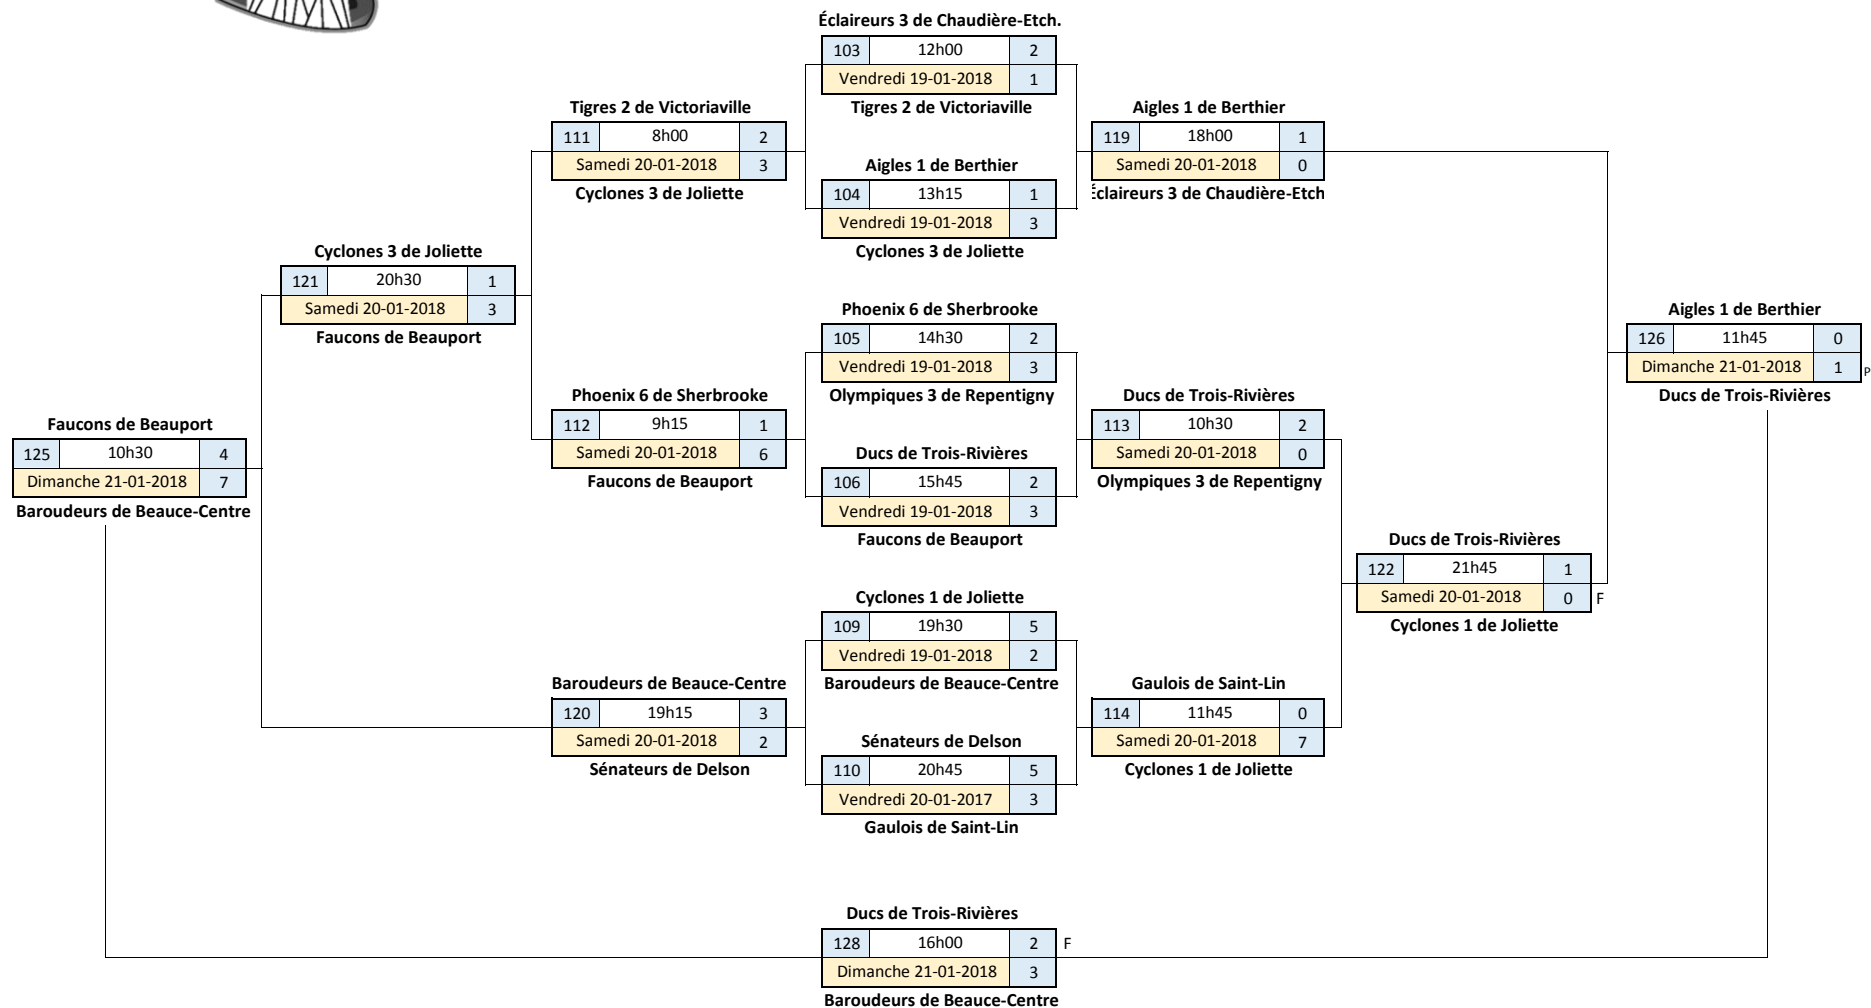 Éclaireurs 3 de Chaudière-Etch.
103 12h00 2
Vendredi 19-01-2018 1
Tigres 2 de Victoriaville
Tigres 2 de Victoriaville
111 8h00 2
Samedi 20-01-2018 3
Cyclones 3 de Joliette
Aigles 1 de Berthier
104 13h15 1
Vendredi 19-01-2018 3
Cyclones 3 de Joliette
Aigles 1 de Berthier
119 18h00 1
Samedi 20-01-2018 0
Éclaireurs 3 de Chaudière-Etch
Cyclones 3 de Joliette
121 20h30 1
Samedi 20-01-2018 3
Faucons de Beauport
Phoenix 6 de Sherbrooke
105 14h30 2
Vendredi 19-01-2018 3
Olympiques 3 de Repentigny
Aigles 1 de Berthier
126 11h45 0
Dimanche 21-01-2018 1 P
Ducs de Trois-Rivières
Phoenix 6 de Sherbrooke
112 9h15 1
Samedi 20-01-2018 6
Faucons de Beauport
Ducs de Trois-Rivières
113 10h30 2
Samedi 20-01-2018 0
Olympiques 3 de Repentigny
Faucons de Beauport
125 10h30 4
Dimanche 21-01-2018 7
Baroudeurs de Beauce-Centre
Ducs de Trois-Rivières
106 15h45 2
Vendredi 19-01-2018 3
Faucons de Beauport
Ducs de Trois-Rivières
122 21h45 1
Samedi 20-01-2018 0 F
Cyclones 1 de Joliette
Cyclones 1 de Joliette
109 19h30 5
Vendredi 19-01-2018 2
Baroudeurs de Beauce-Centre
Baroudeurs de Beauce-Centre
120 19h15 3
Samedi 20-01-2018 2
Sénateurs de Delson
Gaulois de Saint-Lin
114 11h45 0
Samedi 20-01-2018 7
Cyclones 1 de Joliette
Sénateurs de Delson
110 20h45 5
Vendredi 20-01-2017 3
Gaulois de Saint-Lin
Ducs de Trois-Rivières
128 16h00 2 F
Dimanche 21-01-2018 3
Baroudeurs de Beauce-Centre